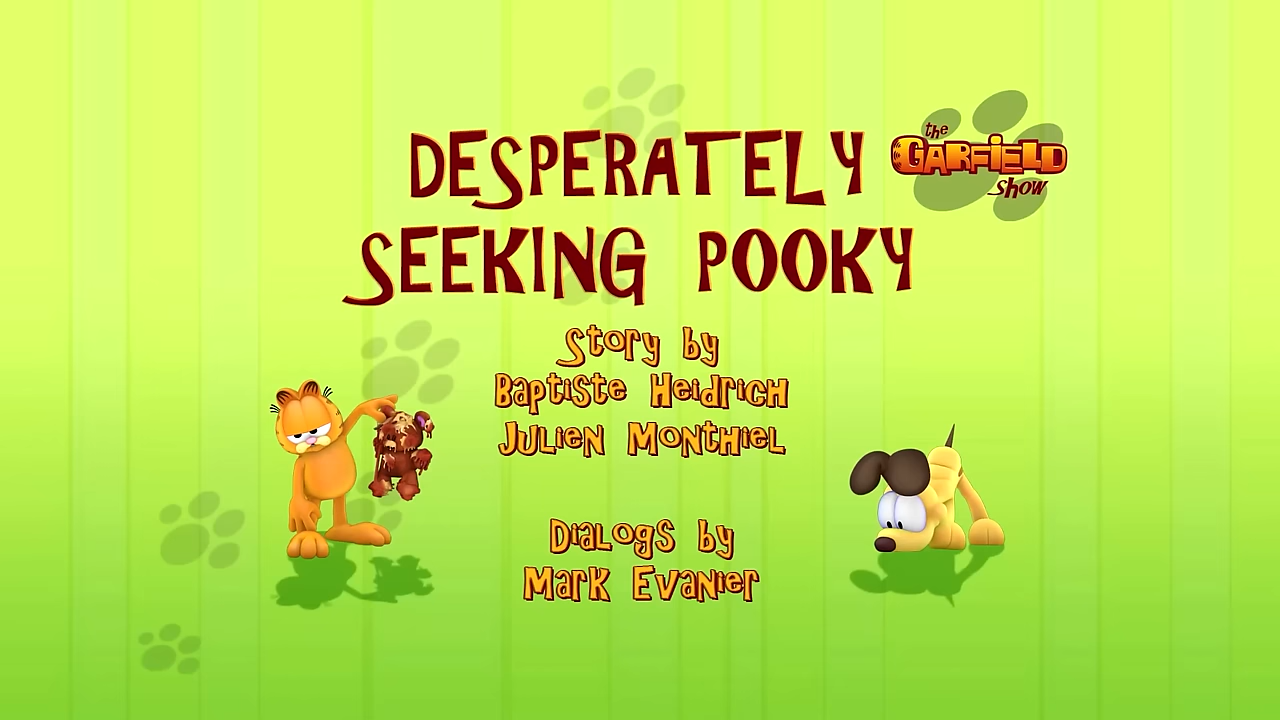 DESPERATELY
SEEKING POOKY
the
GARFIELD
show
Story by
Baptiste Heidrich
Julien Monthiel
Dialogs by
Mark Evanier